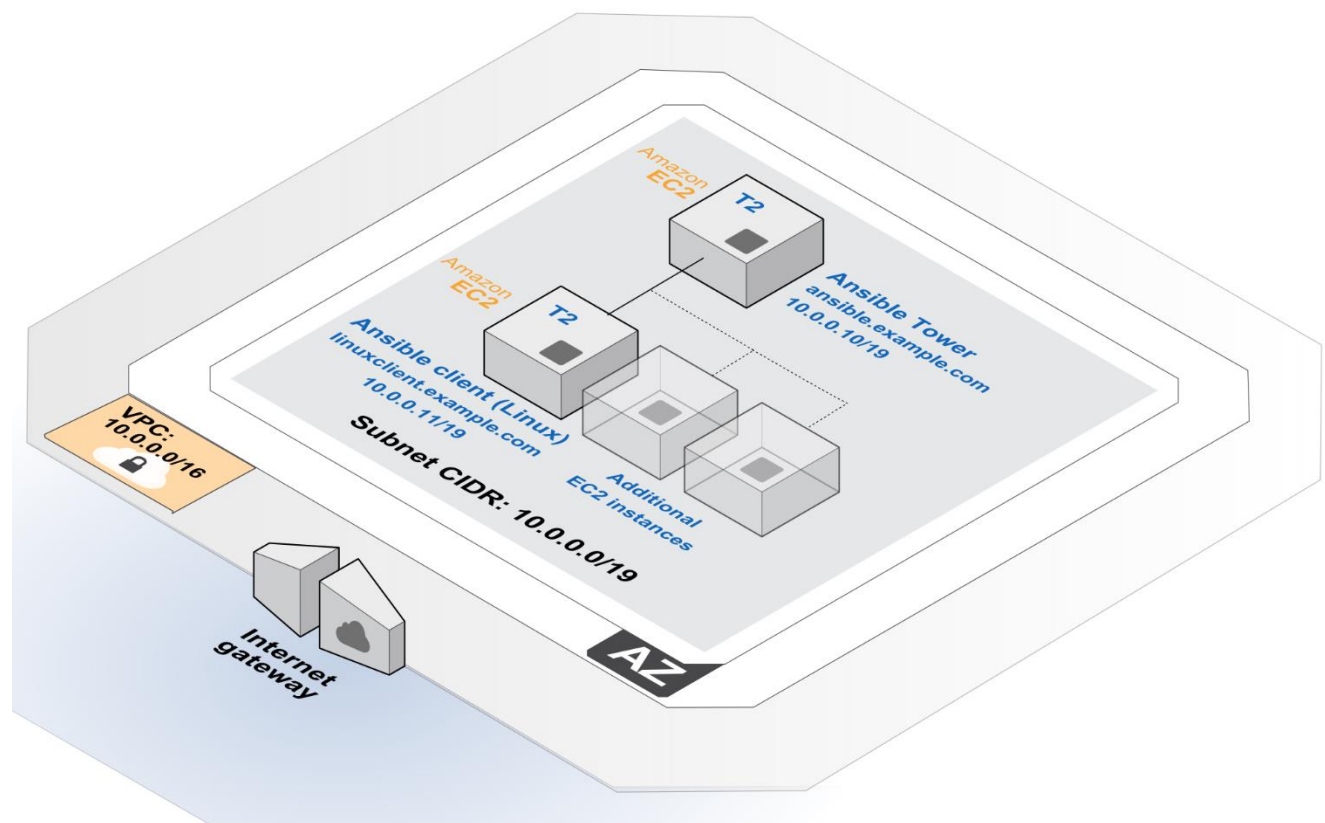 Amazon
EC2
T2
Ansible Tower
ansible.example.com
10.0.0.10/19
Amazon
EC2
T2
Ansible client (Linux)
linuxclient.example.com
10.0.0.11/19
Additional
EC2 instances
Subnet CIDR: 10.0.0.0/19
VPC:
10.0.0.0/16
Internet
gateway
AZ